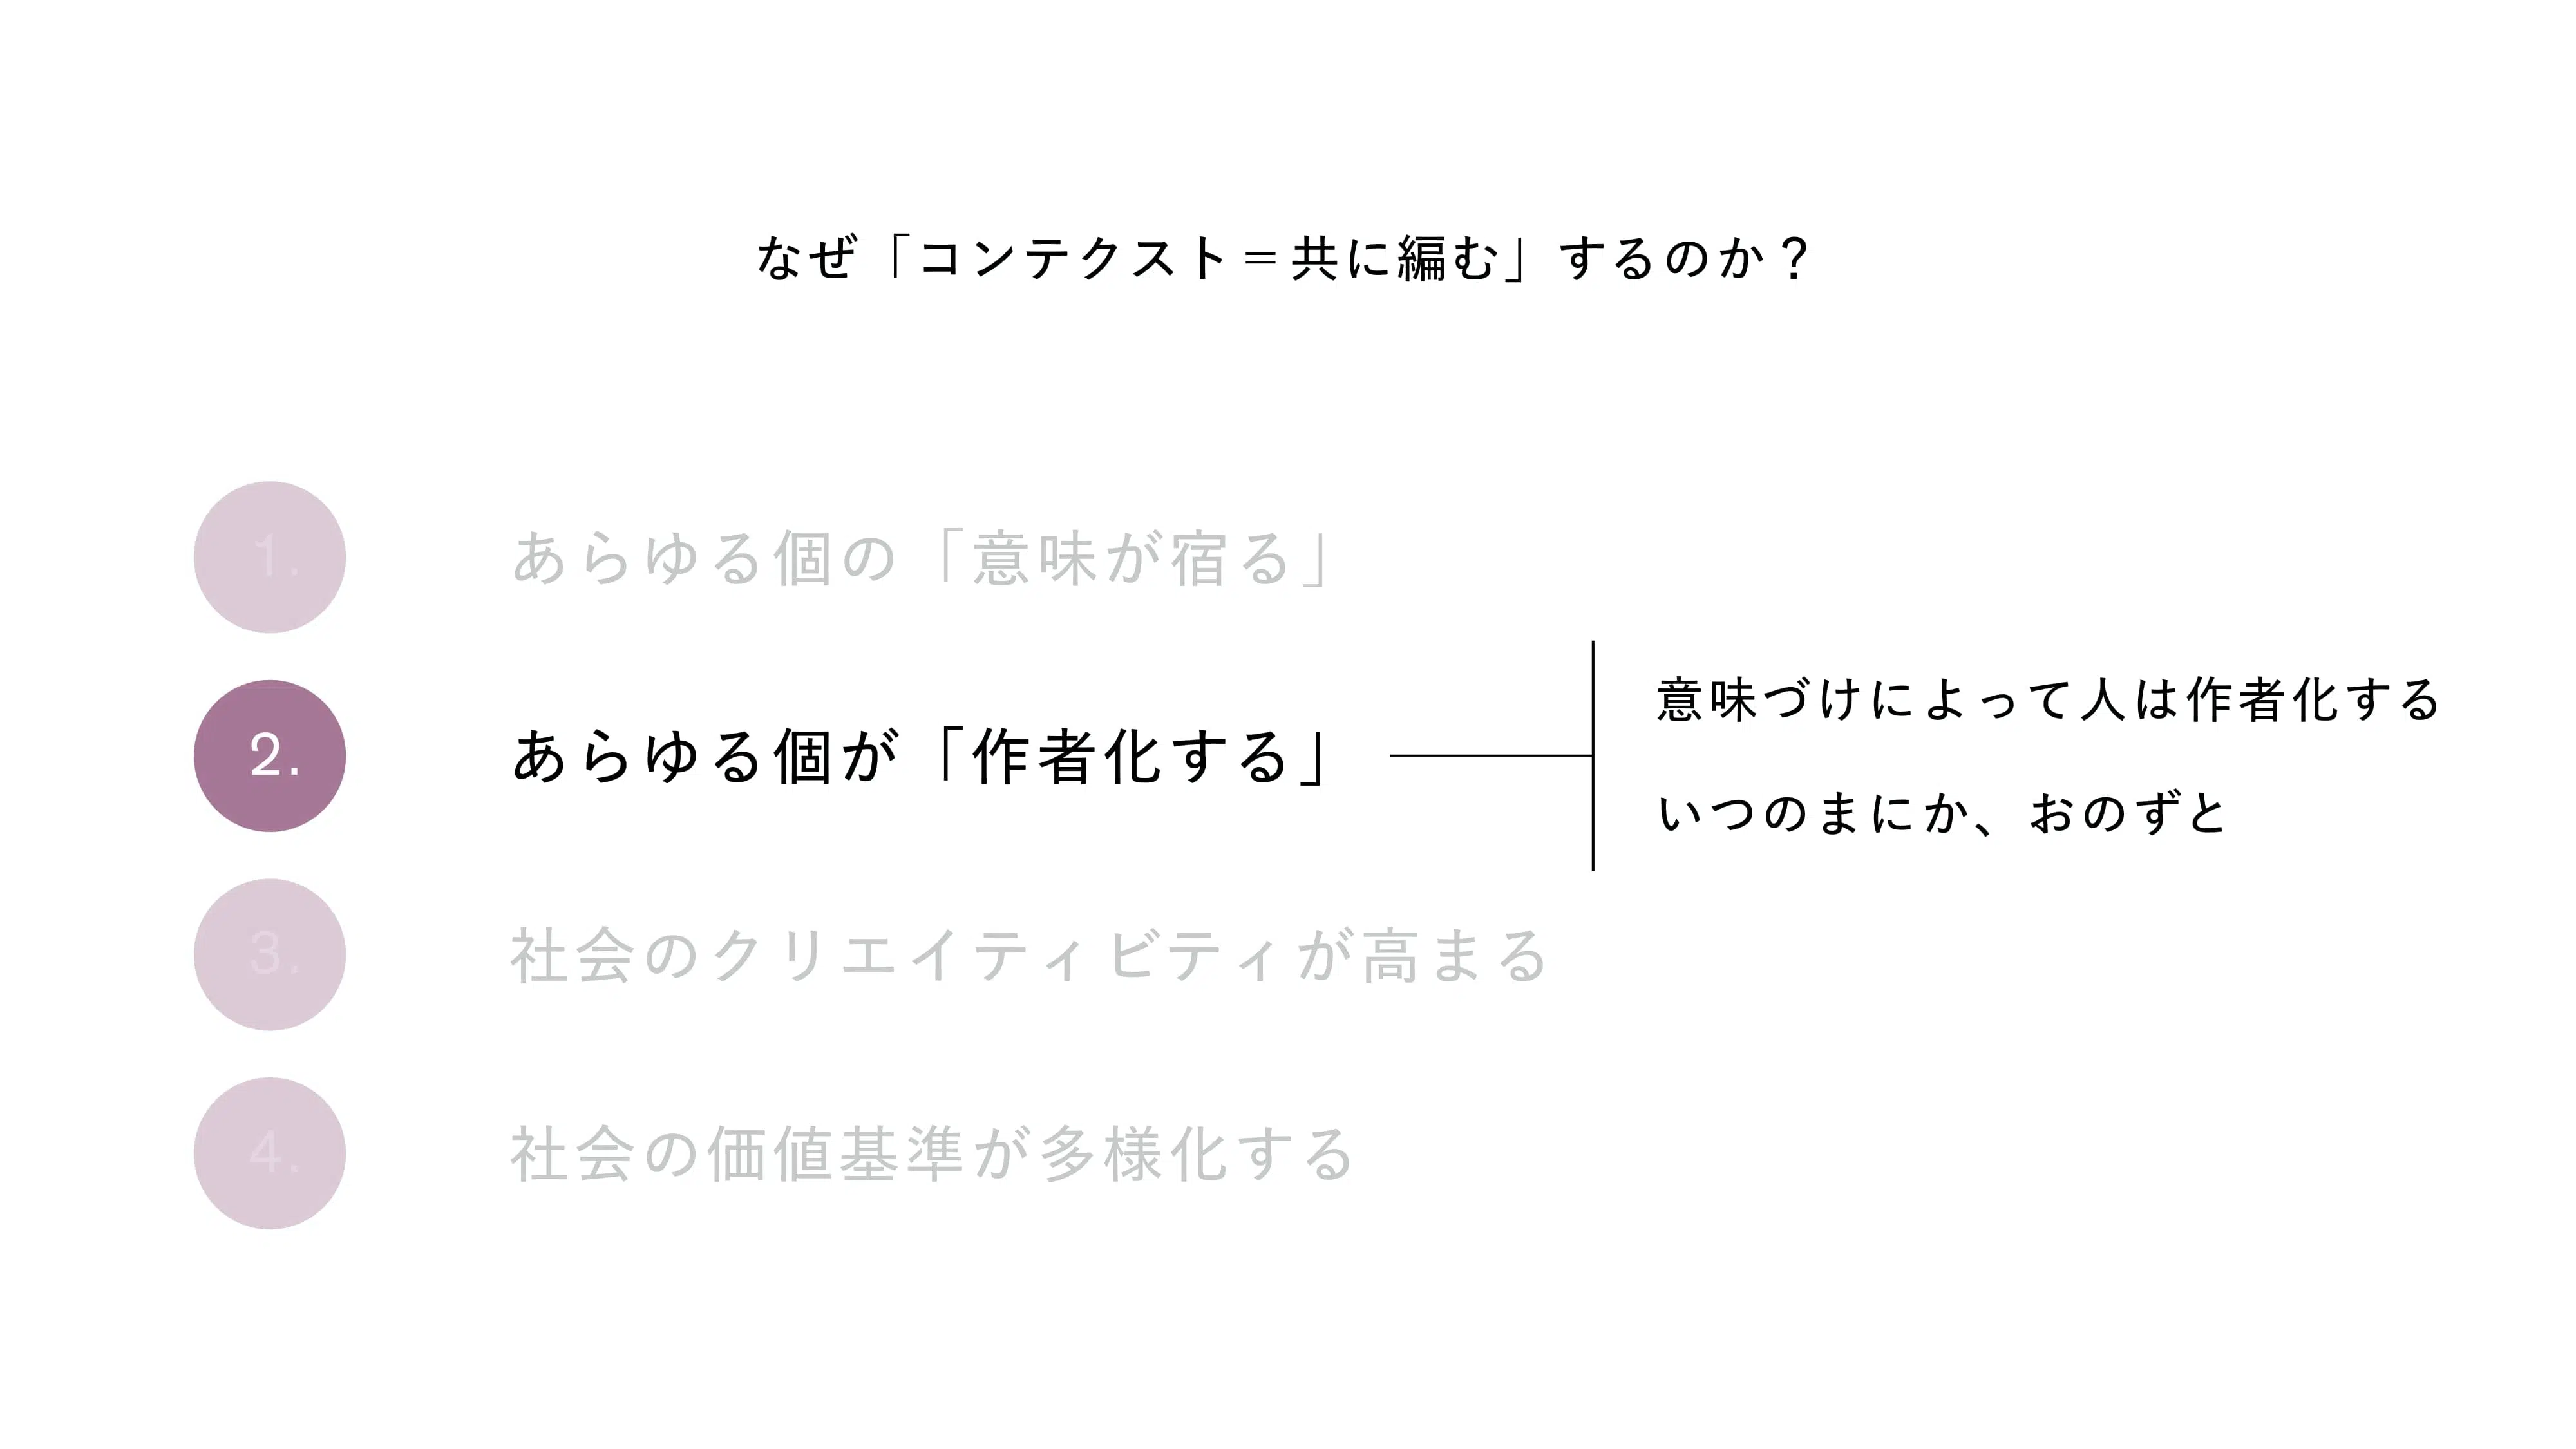 なぜ「コンテクスト＝共に編む」するのか？
1. あらゆる個の「意味が宿る」
2. あらゆる個が「作者化する」
意味づけによって人は作者化する
いつのまにか、おのずと
3. 社会のクリエイティビティが高まる
4. 社会の価値基準が多様化する